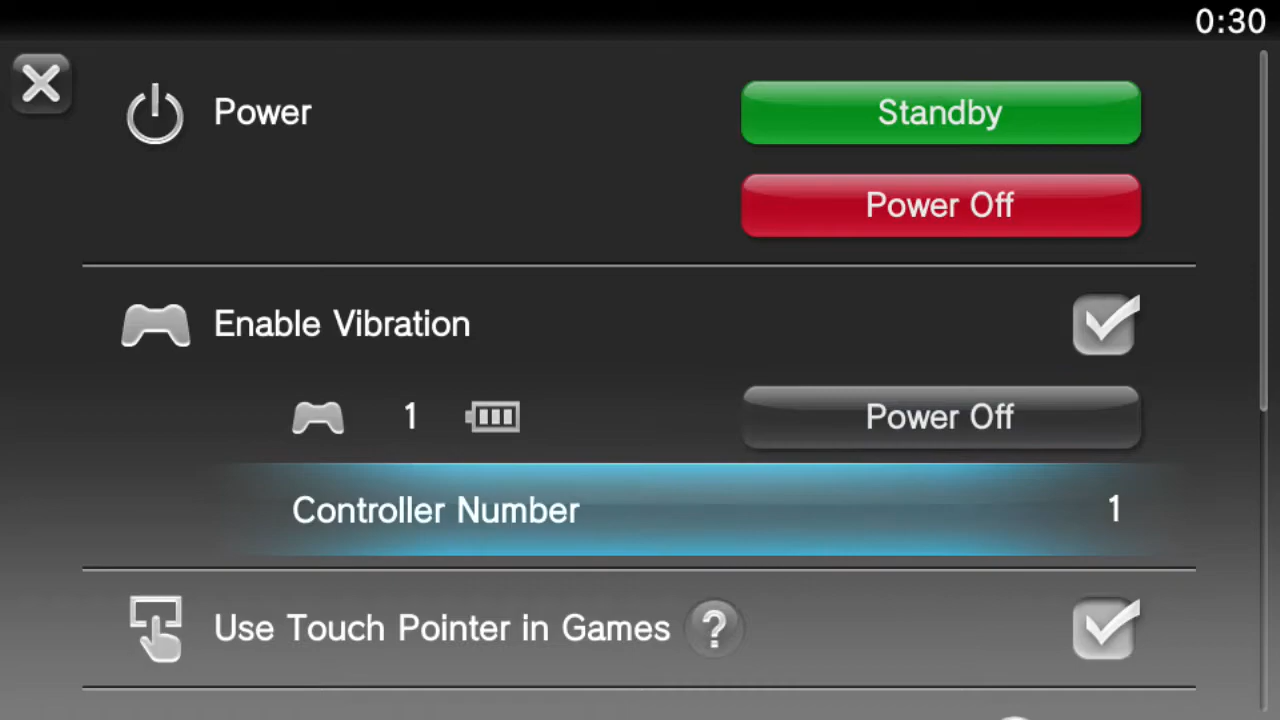 0:30
Power
Standby
Power Off
Enable Vibration
1
Power Off
Controller Number
1
Use Touch Pointer in Games ?